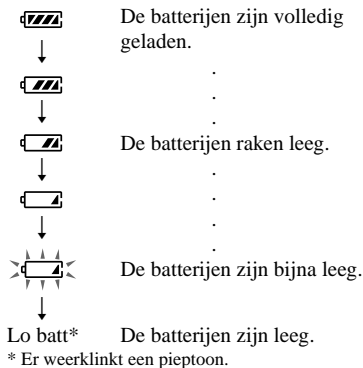 De batterijen zijn volledig
geladen.
.
.
.
De batterijen raken leeg.
.
.
.
De batterijen zijn bijna leeg.
Lo batt* De batterijen zijn leeg.
* Er weerklinkt een pieptoon.